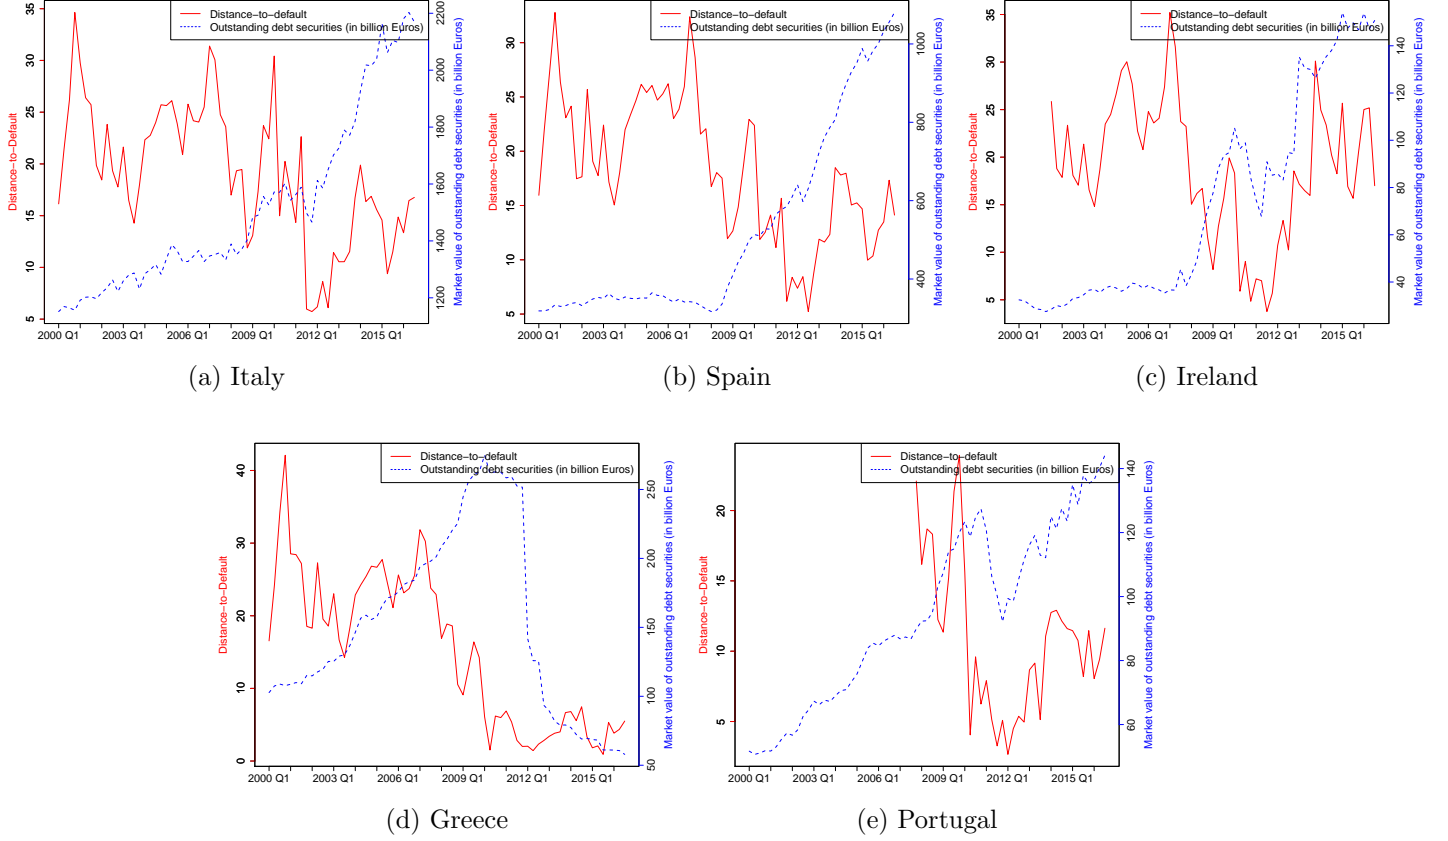 Distance-to-default
Outstanding debt securities (in billion Euros)
Distance-to-Default
5
10
15
20
25
30
35
1200
1400
1600
1800
2000
2200
Market value of outstanding debt securities (in billion Euros)
2000 Q1 2003 Q1 2006 Q1 2009 Q1 2012 Q1 2015 Q1
(a) Italy
Distance-to-default
Outstanding debt securities (in billion Euros)
Distance-to-Default
5
10
15
20
25
30
400
600
800
1000
Market value of outstanding debt securities (in billion Euros)
2000 Q1 2003 Q1 2006 Q1 2009 Q1 2012 Q1 2015 Q1
(b) Spain
Distance-to-default
Outstanding debt securities (in billion Euros)
Distance-to-Default
5
10
15
20
25
30
35
40
60
80
100
120
140
Market value of outstanding debt securities (in billion Euros)
2000 Q1 2003 Q1 2006 Q1 2009 Q1 2012 Q1 2015 Q1
(c) Ireland
Distance-to-default
Outstanding debt securities (in billion Euros)
Distance-to-Default
0
10
20
30
40
50
100
150
200
250
Market value of outstanding debt securities (in billion Euros)
2000 Q1 2003 Q1 2006 Q1 2009 Q1 2012 Q1 2015 Q1
(d) Greece
Distance-to-default
Outstanding debt securities (in billion Euros)
Distance-to-Default
5
10
15
20
60
80
100
120
140
Market value of outstanding debt securities (in billion Euros)
2000 Q1 2003 Q1 2006 Q1 2009 Q1 2012 Q1 2015 Q1
(e) Portugal